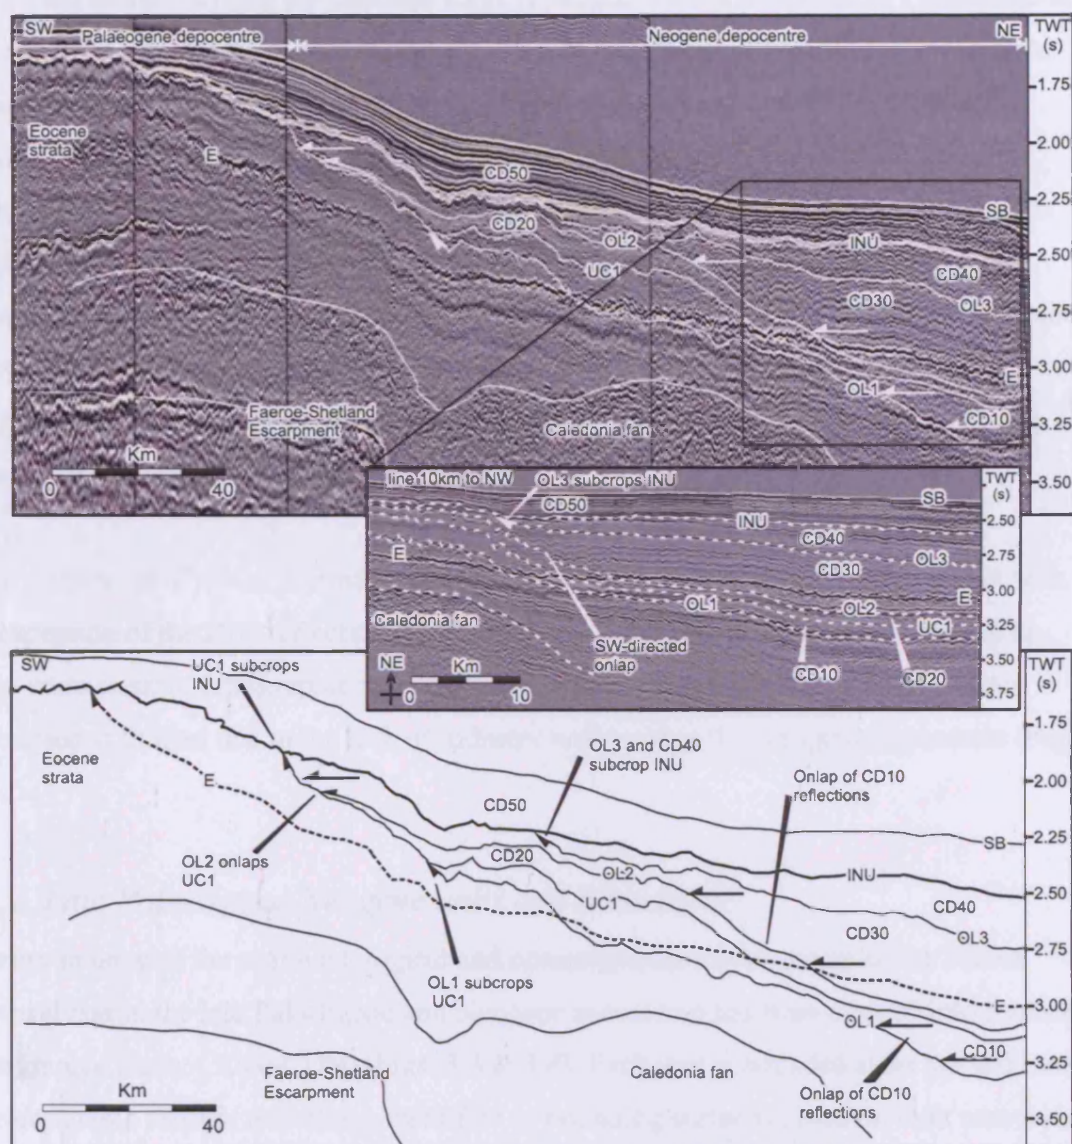 SW
Palaeogene depocentre
Neogene depocentre
NE
TWT
(s)
Eocene
strata
E
CD50
CD20
OL2
UC1
INU
SB
CD40
CD30
OL3
E
OL1
CD10
Faeroe-Shetland
Escarpment
Caledonia fan
Km
0 40
1.75
2.00
2.25
2.50
2.75
3.00
3.25
3.50
line 10km to NW
OL3 subcrops INU
TWT
(s)
CD50
SB
INU
CD40
OL3
CD30
E
E
OL1
OL2
UC1
Caledonia fan
SW-directed
onlap
CD10
CD20
NE
Km
0 10
2.50
2.75
3.00
3.25
3.50
3.75
SW
UC1 subcrops
INU
TWT
(s)
Eocene
strata
E
OL3 and CD40
subcrop INU
Onlap of CD10
reflections
CD50
SB
OL2 onlaps
UC1
CD20
OL2
UC1
INU
CD40
OL3
CD30
OL1 subcrops
UC1
E
OL1
CD10
Faeroe-Shetland
Escarpment
Caledonia fan
Onlap of CD10
reflections
Km
0 40
1.75
2.00
2.25
2.50
2.75
3.00
3.25
3.50